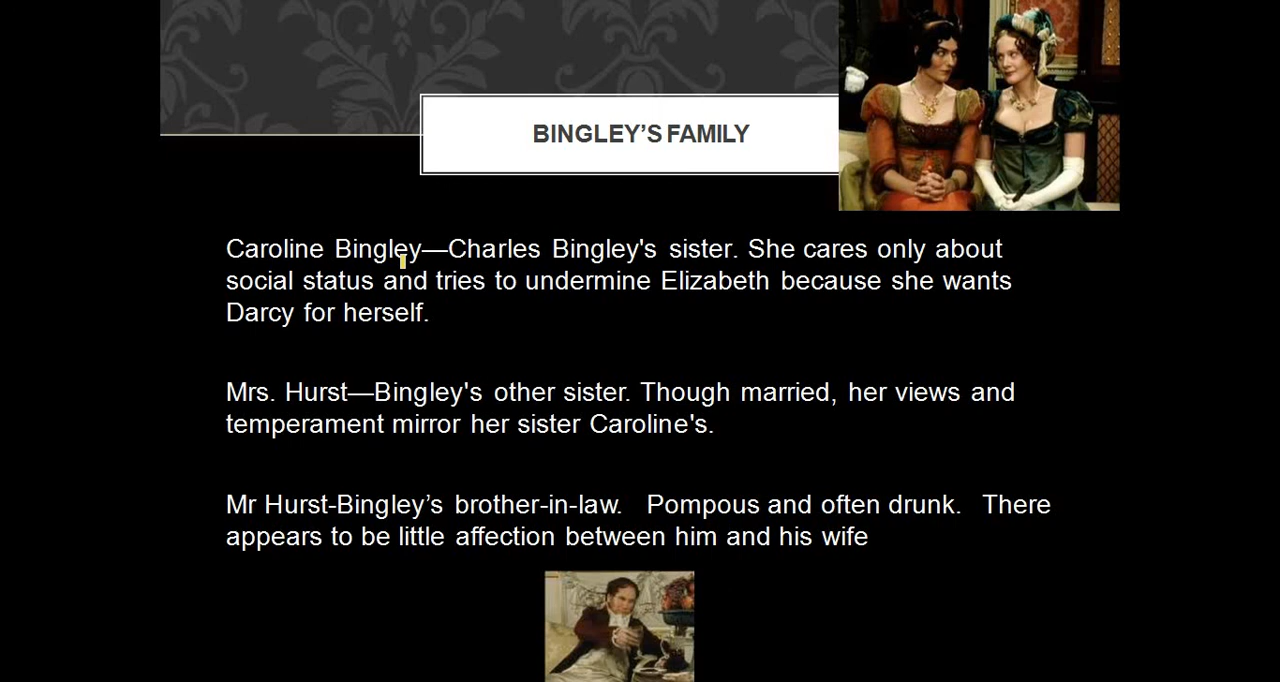 BINGLEY’S FAMILY
Caroline Bingley—Charles Bingley's sister. She cares only about
social status and tries to undermine Elizabeth because she wants
Darcy for herself.
Mrs. Hurst—Bingley's other sister. Though married, her views and
temperament mirror her sister Caroline's.
Mr Hurst-Bingley’s brother-in-law. Pompous and often drunk. There
appears to be little affection between him and his wife